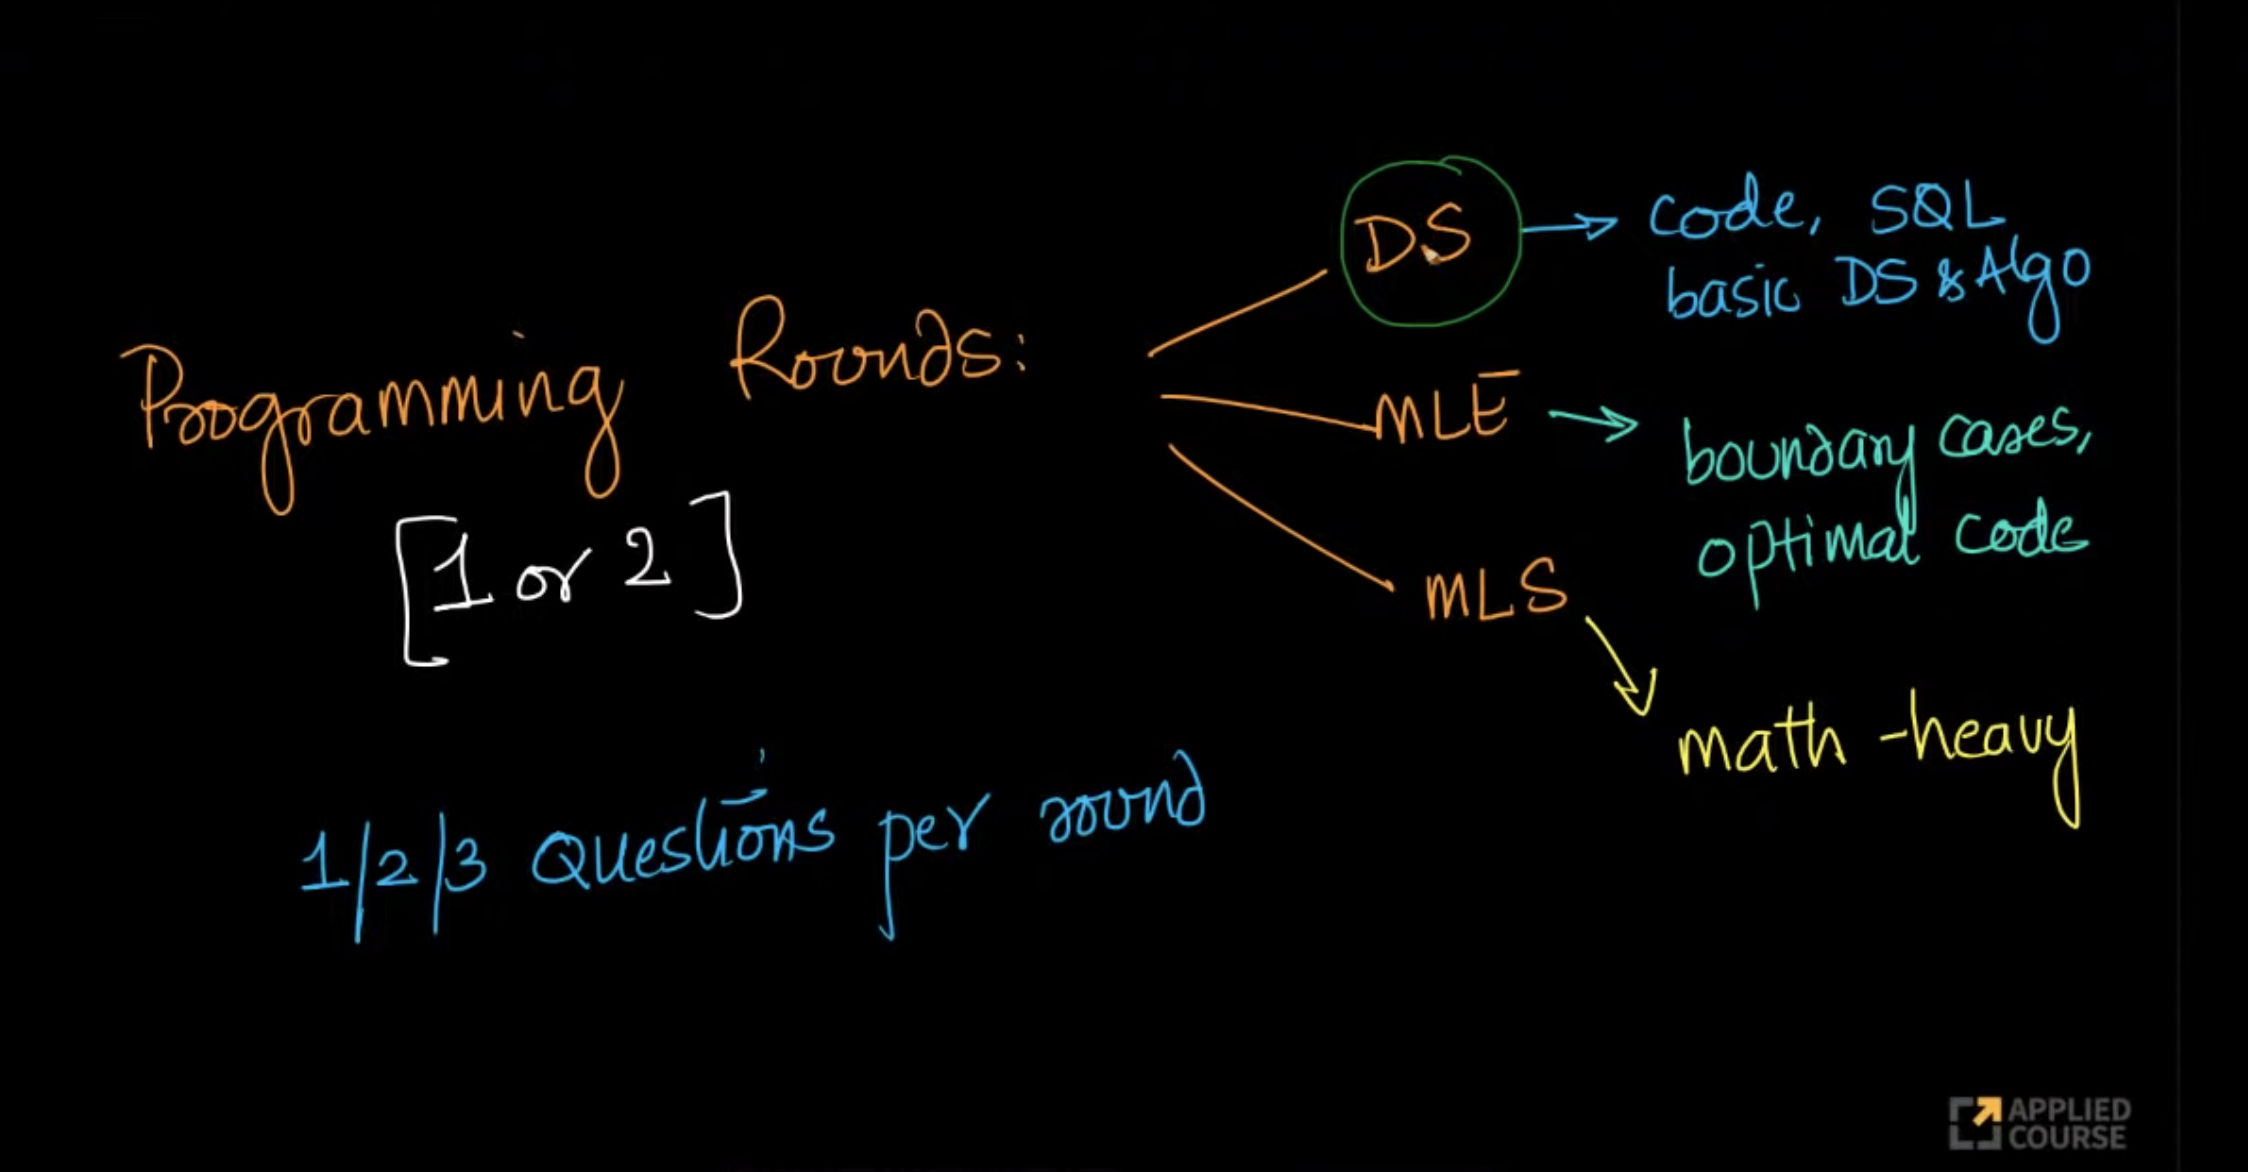 Programming Rounds:
[1 or 2]
1/2/3 Questions per round
DS
code, SQL,
basic DS & Algo
MLE
boundary cases,
optimal code
MLS
math-heavy
APPLIED
COURSE